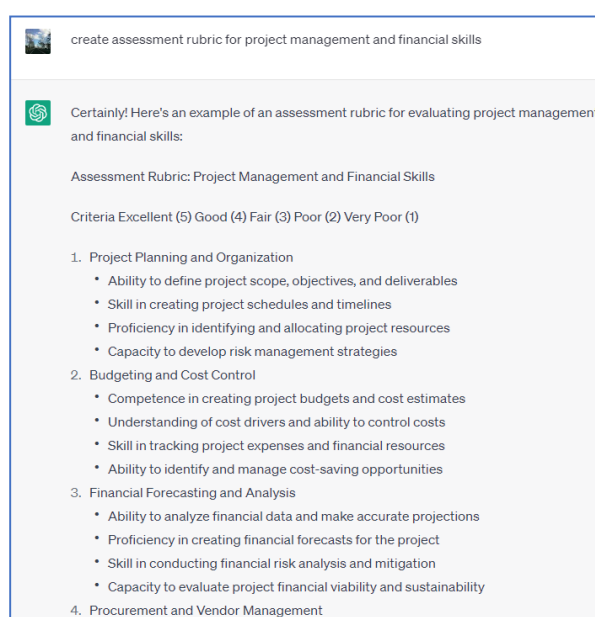 create assessment rubric for project management and financial skills
Certainly! Here's an example of an assessment rubric for evaluating project management
and financial skills:
Assessment Rubric: Project Management and Financial Skills
Criteria Excellent (5) Good (4) Fair (3) Poor (2) Very Poor (1)
1. Project Planning and Organization
• Ability to define project scope, objectives, and deliverables
• Skill in creating project schedules and timelines
• Proficiency in identifying and allocating project resources
• Capacity to develop risk management strategies
2. Budgeting and Cost Control
• Competence in creating project budgets and cost estimates
• Understanding of cost drivers and ability to control costs
• Skill in tracking project expenses and financial resources
• Ability to identify and manage cost-saving opportunities
3. Financial Forecasting and Analysis
• Ability to analyze financial data and make accurate projections
• Proficiency in creating financial forecasts for the project
• Skill in conducting financial risk analysis and mitigation
• Capacity to evaluate project financial viability and sustainability
4. Procurement and Vendor Management